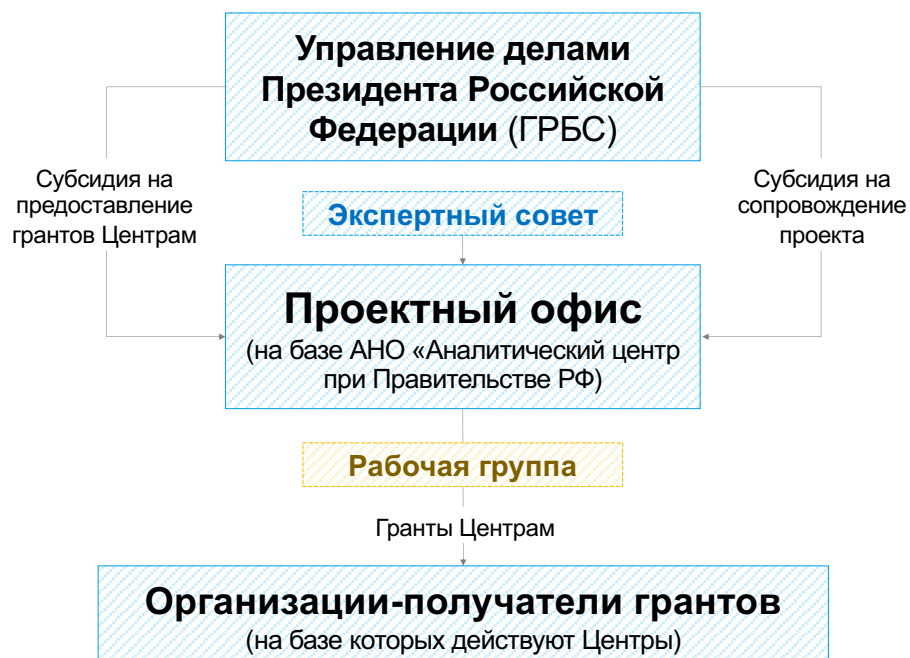 Управление делами
Президента Российской
Федерации (ГРБС)
Субсидия на
предоставление
грантов Центрам
Субсидия на
сопровождение
проекта
Экспертный совет
Проектный офис
(на базе АНО «Аналитический центр
при Правительстве РФ)
Рабочая группа
Гранты Центрам
Организации-получатели грантов
(на базе которых действуют Центры)